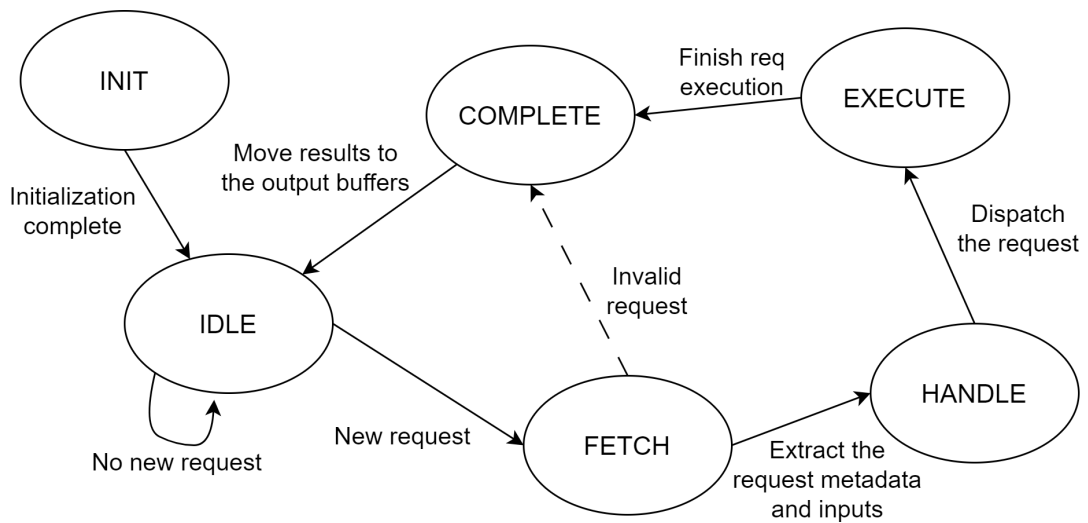 INIT
COMPLETE
Finish req
execution
EXECUTE
Move results to
the output buffers
Initialization
complete
Dispatch
the request
Invalid
request
IDLE
HANDLE
New request
FETCH
No new request
Extract the
request metadata
and inputs